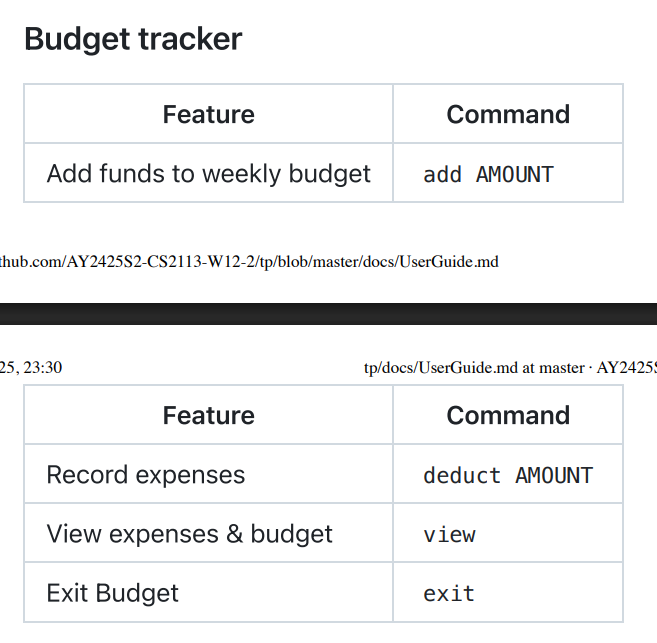 Budget tracker
Feature Command
Add funds to weekly budget add AMOUNT
thub.com/AY2425S2-CS2113-W12-2/tp/blob/master/docs/UserGuide.md
25, 23:30 tp/docs/UserGuide.md at master · AY2425S
Feature Command
Record expenses deduct AMOUNT
View expenses & budget view
Exit Budget exit